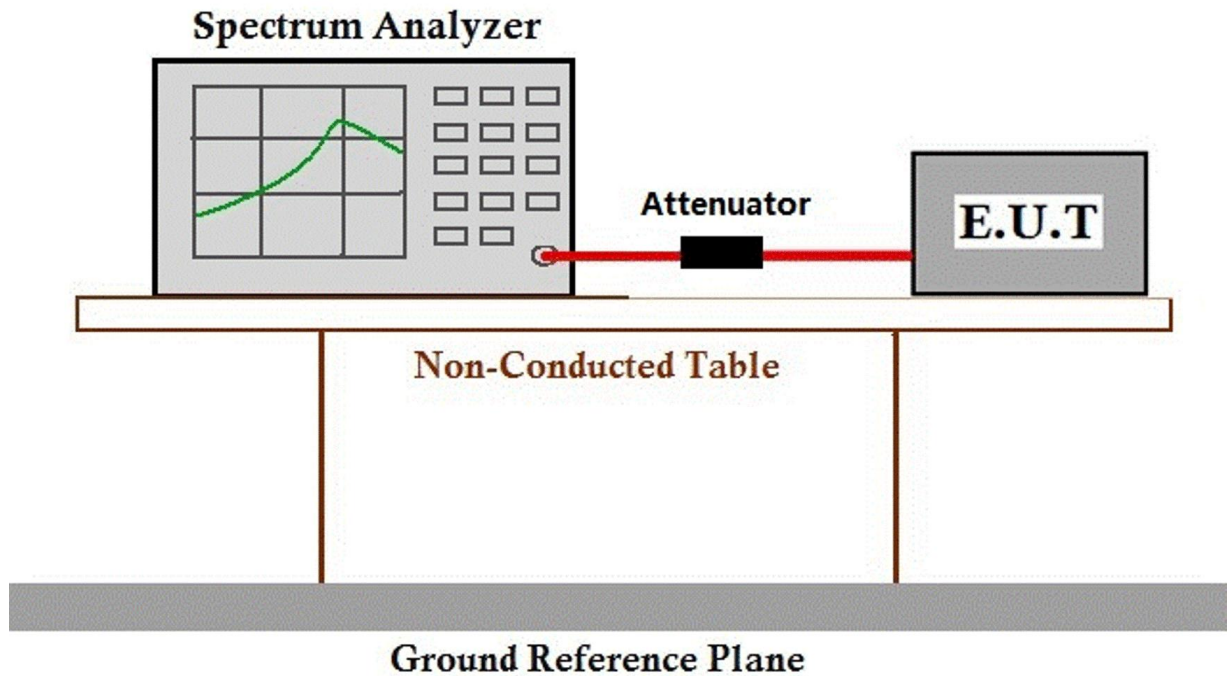 Spectrum Analyzer
Attenuator
E.U.T
Non-Conducted Table
Ground Reference Plane